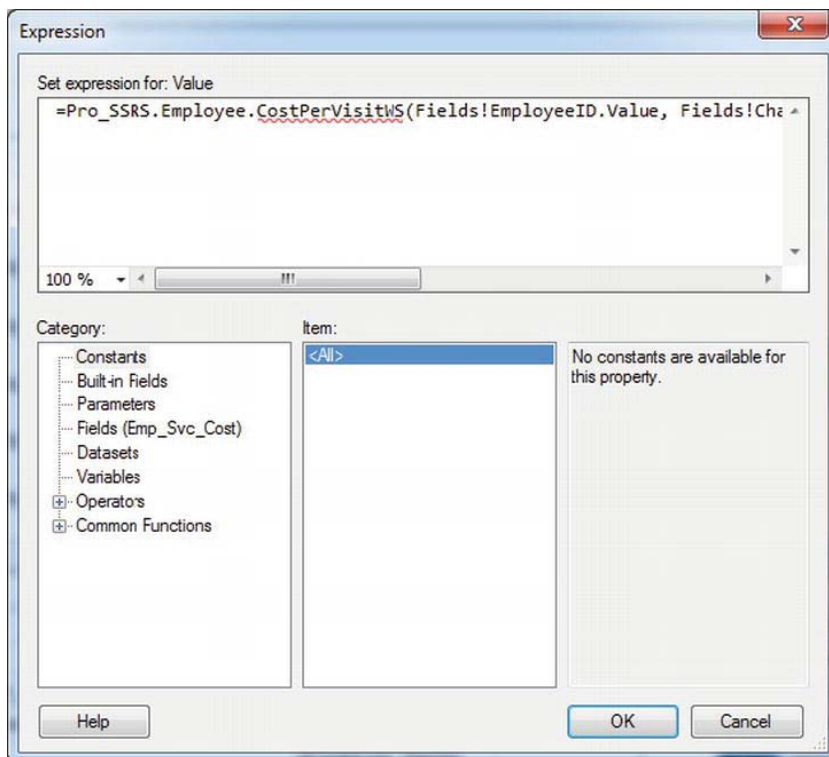 Expression
X
Set expression for: Value
=Pro_SSRS.Employee.CostPerVisitWS(Fields!EmployeeID.Value, Fields!Cha
100 %
Category:
Item:
Constants
Built-in Fields
Parameters
Fields (Emp_Svc_Cost)
Datasets
Variables
Operators
Common Functions
<All>
No constants are available for
this property.
Help
OK
Cancel